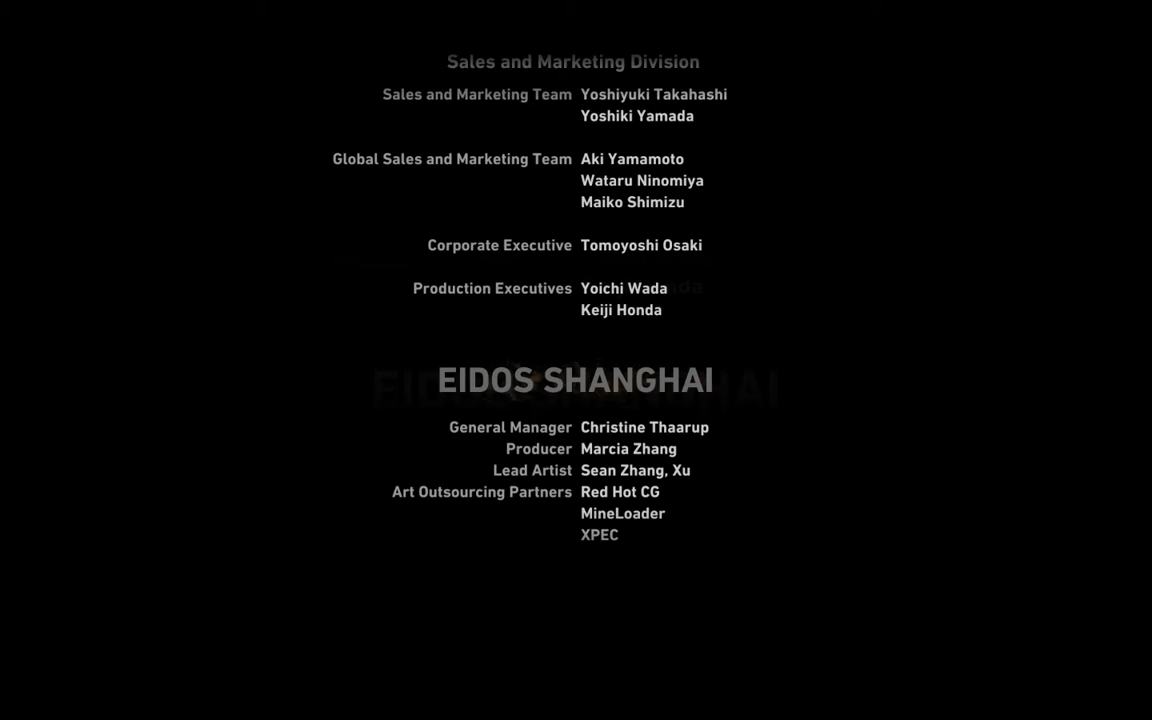 Sales and Marketing Division
Sales and Marketing Team Yoshiyuki Takahashi
Yoshiki Yamada
Global Sales and Marketing Team Aki Yamamoto
Wataru Ninomiya
Maiko Shimizu
Corporate Executive Tomoyoshi Osaki
Production Executives Yoichi Wada
Keiji Honda
EIDOS SHANGHAI
General Manager Christine Thaarup
Producer Marcia Zhang
Lead Artist Sean Zhang, Xu
Art Outsourcing Partners Red Hot CG
MineLoader
XPEC